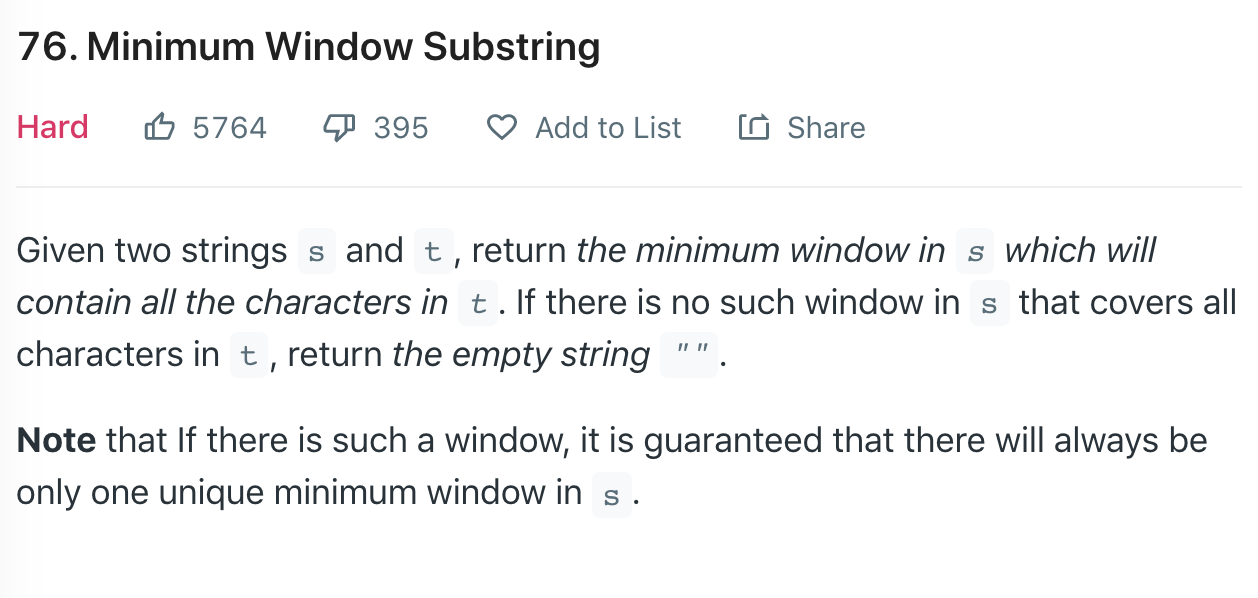 76. Minimum Window Substring
Hard 5764 395 Add to List Share
Given two strings s and t, return the minimum window in s which will
contain all the characters in t. If there is no such window in s that covers all
characters in t, return the empty string "".
Note that If there is such a window, it is guaranteed that there will always be
only one unique minimum window in s.